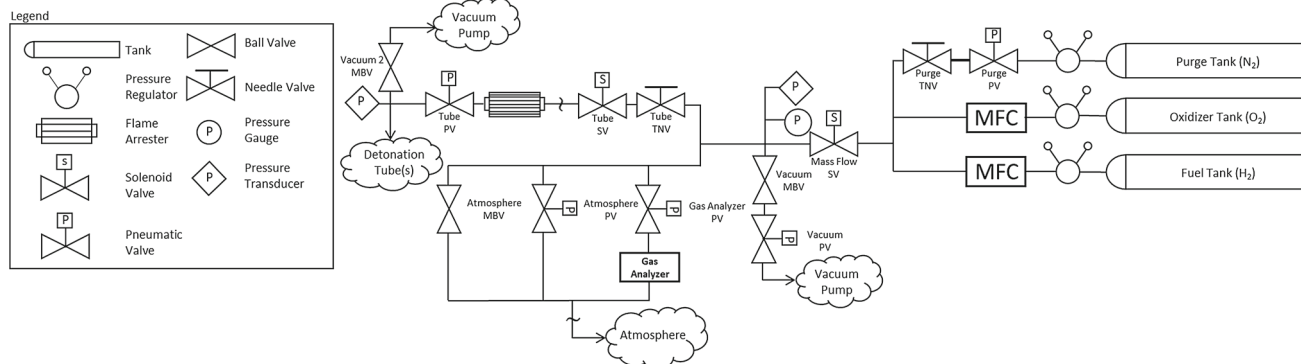 Legend
Tank
Pressure
Regulator
Flame
Arrester
S
Solenoid
Valve
P
Pneumatic
Valve
Ball Valve
Needle Valve
P
Pressure
Gauge
P
Pressure
Transducer
Vacuum
Pump
Vacuum 2
MBV
P
P
Tube
PV
S
Tube
SV
Tube
TNV
Detonation
Tube(s)
Atmosphere
MBV
P
Atmosphere
PV
P
Gas Analyzer
PV
Gas
Analyzer
Atmosphere
P
P
S
Mass Flow
SV
Vacuum
MBV
P
Vacuum
PV
Vacuum
Pump
Purge
TNV
P
Purge
PV
Purge Tank (N₂)
MFC
Oxidizer Tank (O₂)
MFC
Fuel Tank (H₂)